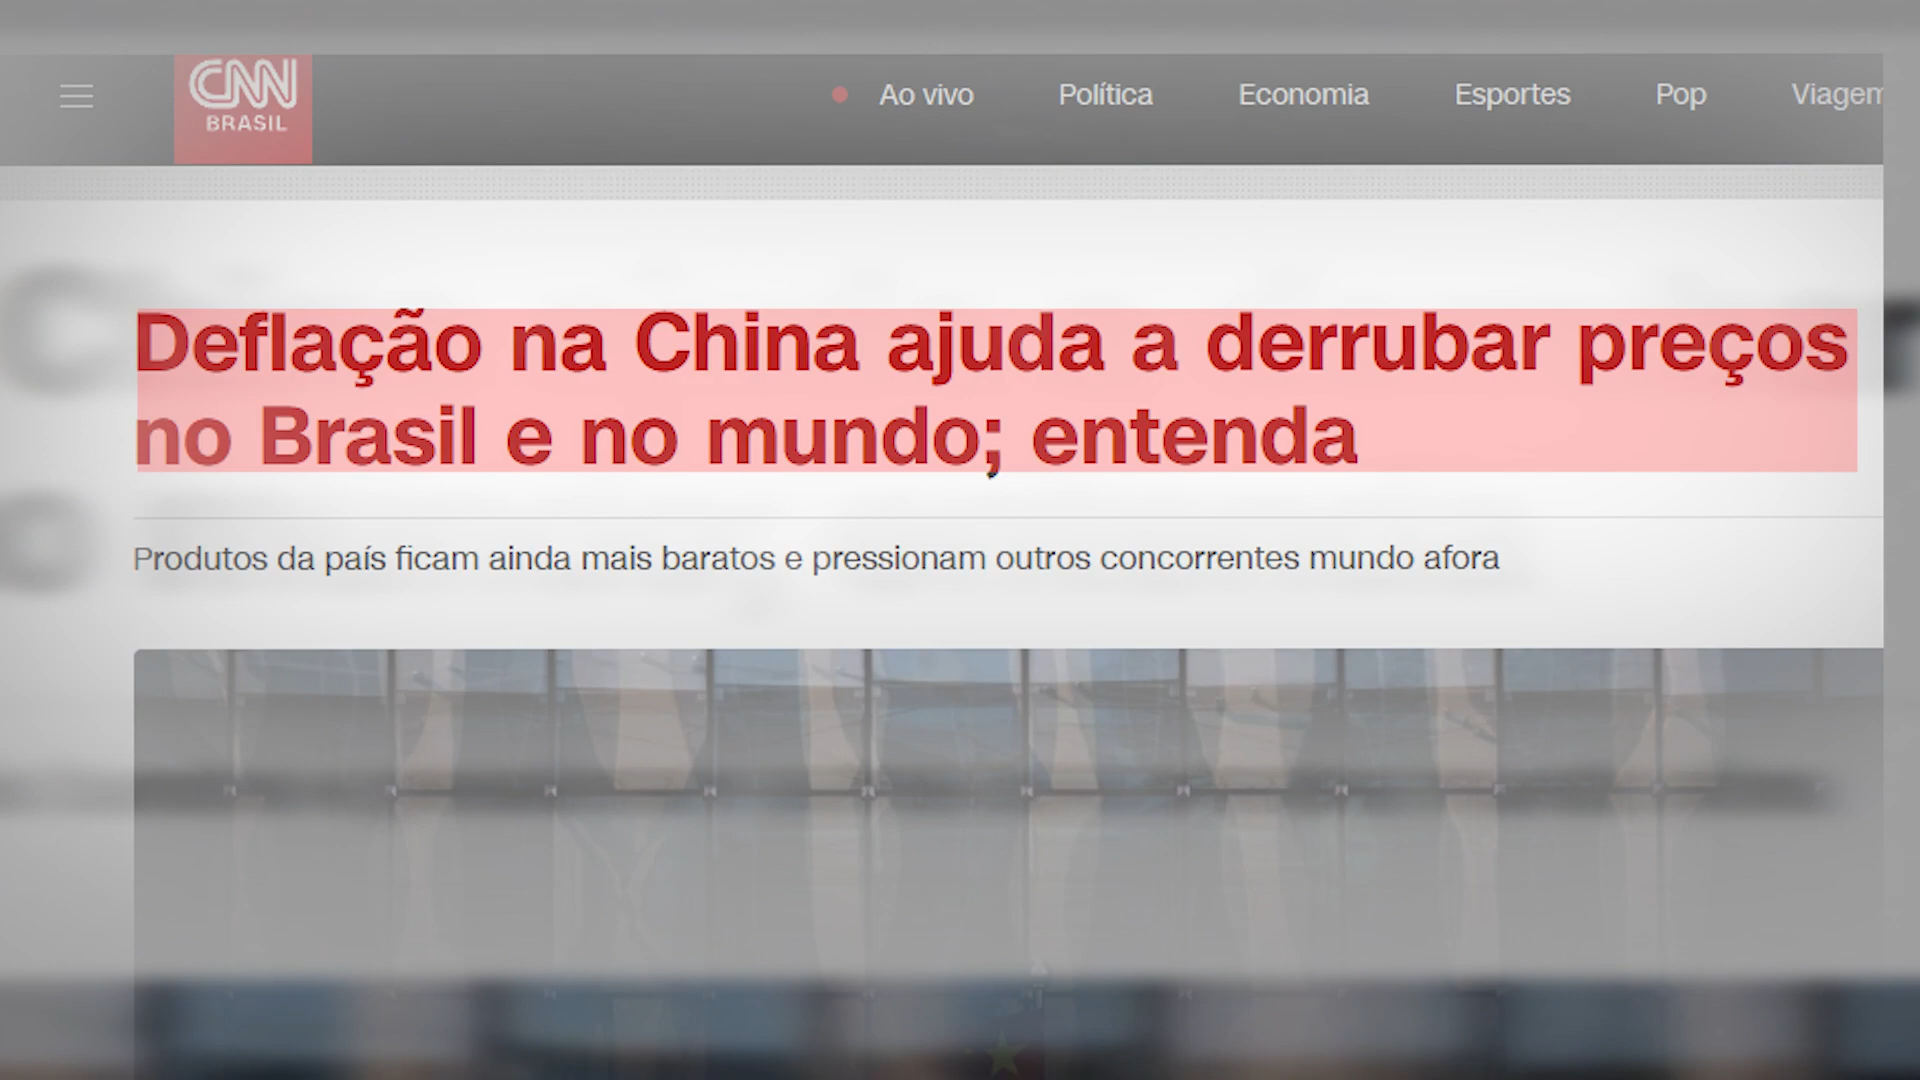 CNN
BRASIL
Ao vivo
Política
Economia
Esportes
Pop
Viagem
Deflação na China ajuda a derrubar preços
no Brasil e no mundo; entenda
Produtos da país ficam ainda mais baratos e pressionam outros concorrentes mundo afora